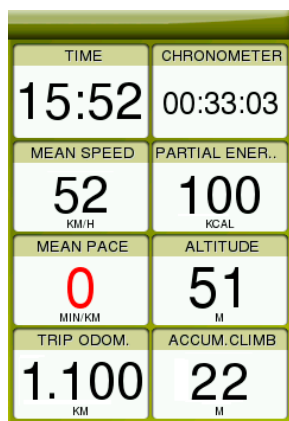 TIME CHRONOMETER
15:52 00:33:03
MEAN SPEED PARTIAL ENER..
52 100
KM/H KCAL
MEAN PACE ALTITUDE
0 51
MIN/KM M
TRIP ODOM. ACCUM.CLIMB
1.100 22
KM M